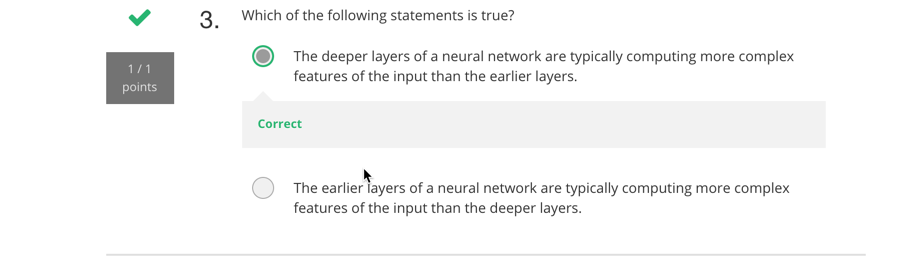 3. Which of the following statements is true?
1 / 1
points
The deeper layers of a neural network are typically computing more complex
features of the input than the earlier layers.
Correct
The earlier layers of a neural network are typically computing more complex
features of the input than the deeper layers.